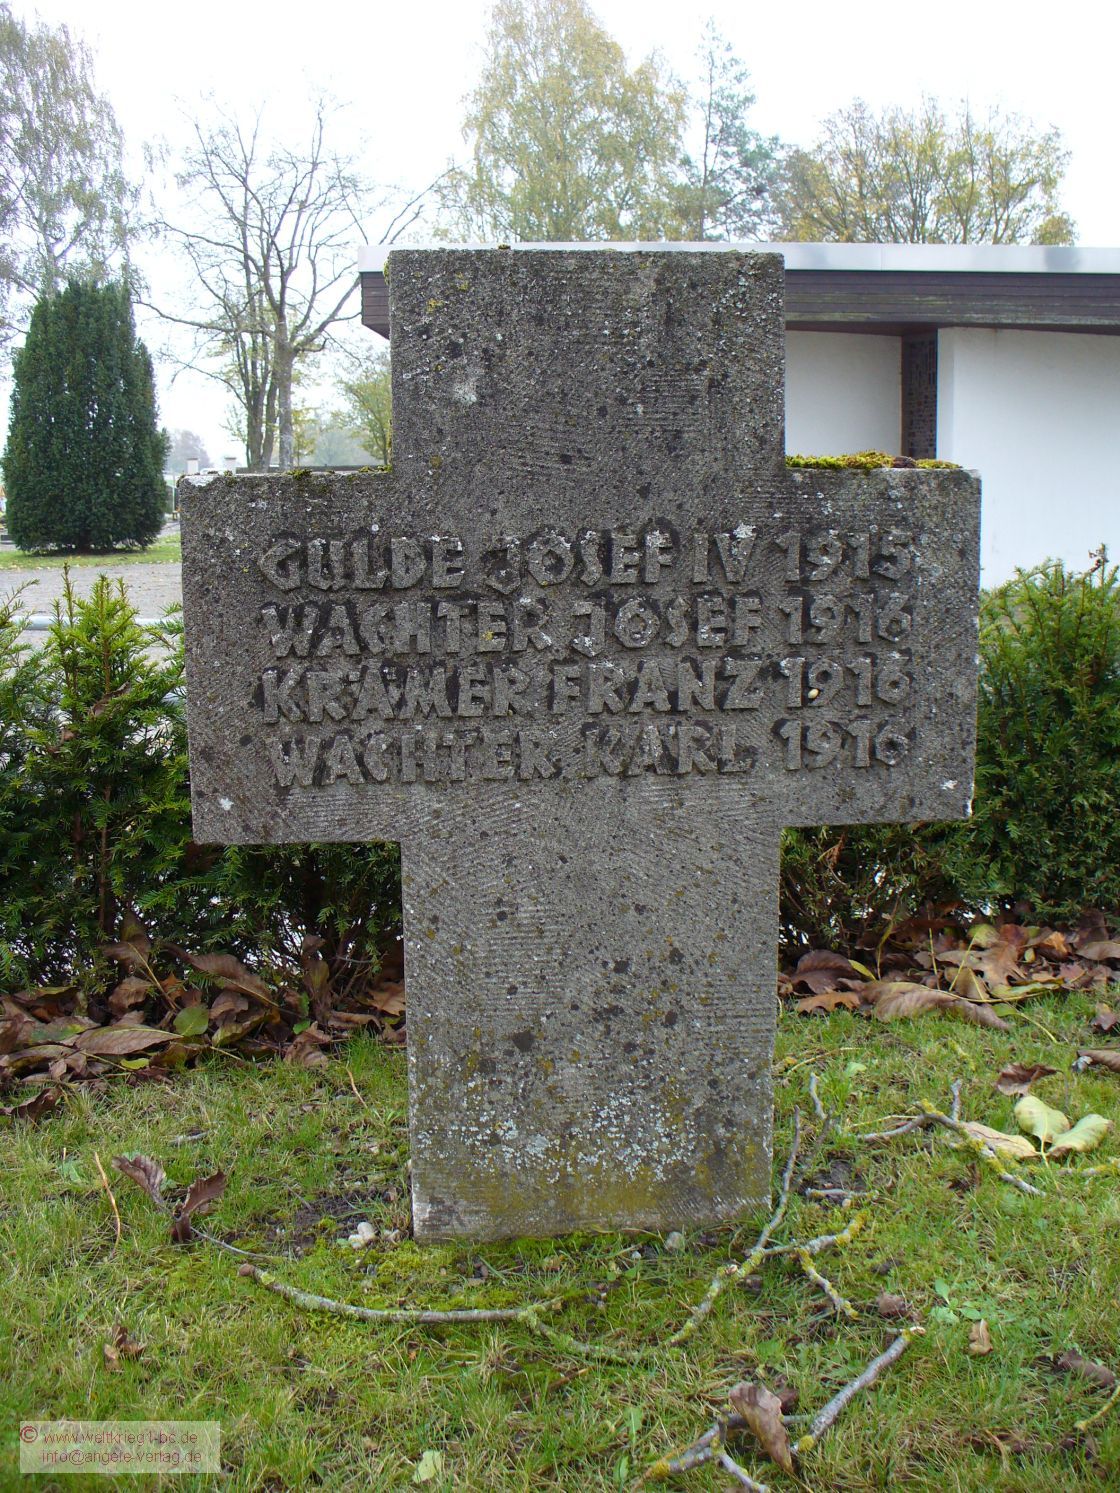 GULDE JOSEF IV 1915
WACHTER JOSEF 1916
KRAMER FRANZ 1916
WACHTER KARL 1916
© www.weltkrieg1-bc.de
info@angele-verlag.de